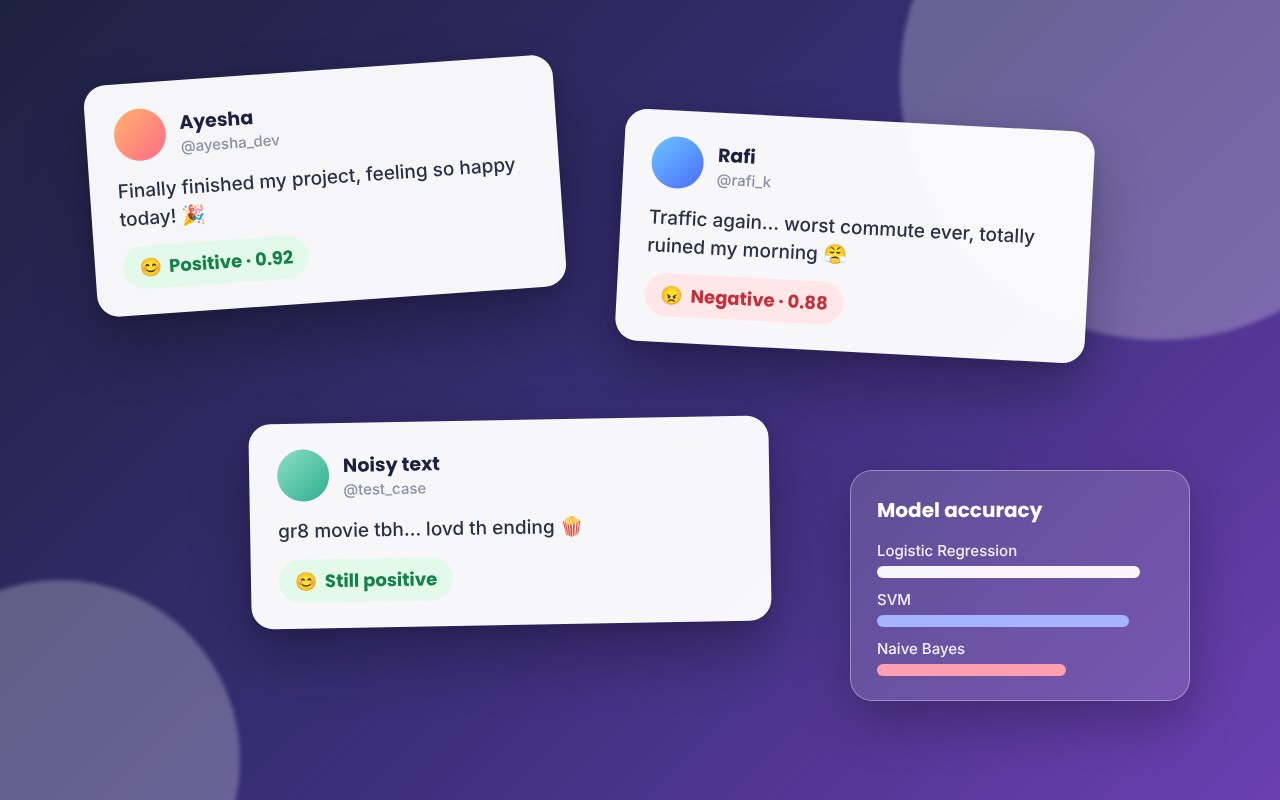 Ayesha
@ayesha_dev
Finally finished my project, feeling so happy
today! 🎉
😊 Positive · 0.92
Rafi
@rafi_k
Traffic again... worst commute ever, totally
ruined my morning 😤
😠 Negative · 0.88
Noisy text
@test_case
gr8 movie tbh... lovd th ending 🍿
😊 Still positive
Model accuracy
Logistic Regression
SVM
Naive Bayes